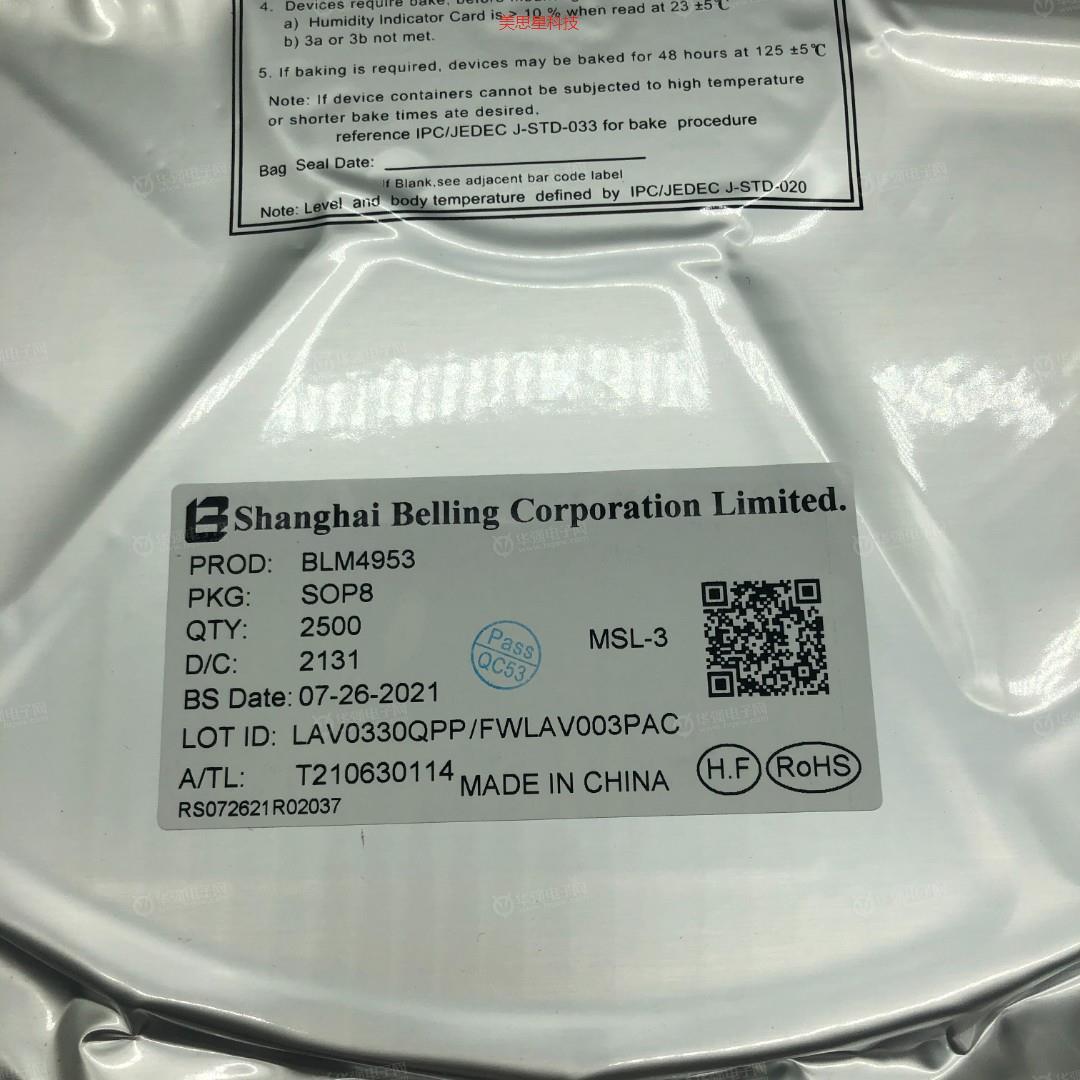 4. Devices require bake, before
a) Humidity Indicator Card is > 10 % when read at 23 ±5℃
美思星科技
b) 3a or 3b not met.
5. If baking is required, devices may be baked for 48 hours at 125 ±5℃
Note: If device containers cannot be subjected to high temperature
or shorter bake times ate desired.
reference IPC/JEDEC J-STD-033 for bake procedure
Bag Seal Date:
If Blank,see adjacent bar code label
Note: Level and body temperature defined by IPC/JEDEC J-STD-020
Shanghai Belling Corporation Limited.
PROD: BLM4953
PKG: SOP8
QTY: 2500
D/C: 2131
Pass
QC53
MSL-3
BS Date: 07-26-2021
LOT ID: LAV0330QPP/FWLAV003PAC
A/TL: T210630114 MADE IN CHINA
H.F RoHS
RS072621R02037
华强电子网